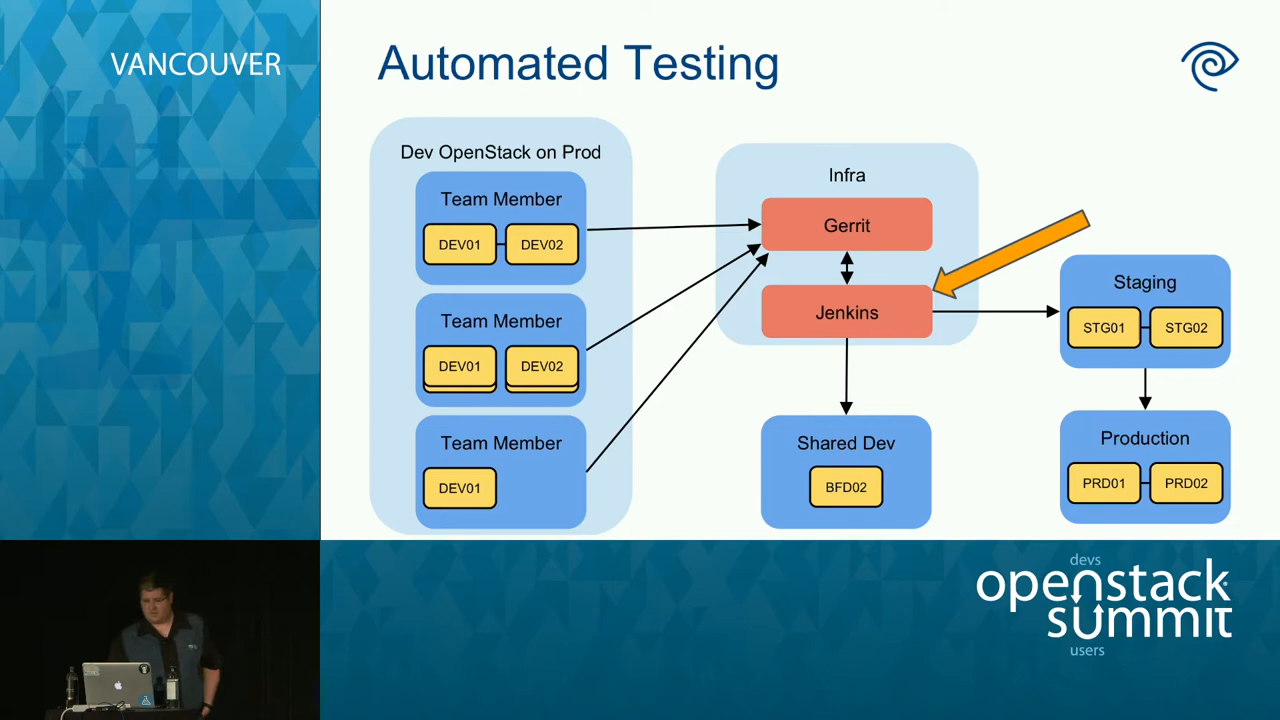 VANCOUVER
Automated Testing
Dev OpenStack on Prod
Team Member
DEV01
DEV02
Team Member
DEV01
DEV02
Team Member
DEV01
Infra
Gerrit
Jenkins
Shared Dev
BFD02
Staging
STG01
STG02
Production
PRD01
PRD02
devs
openstack
summit
users